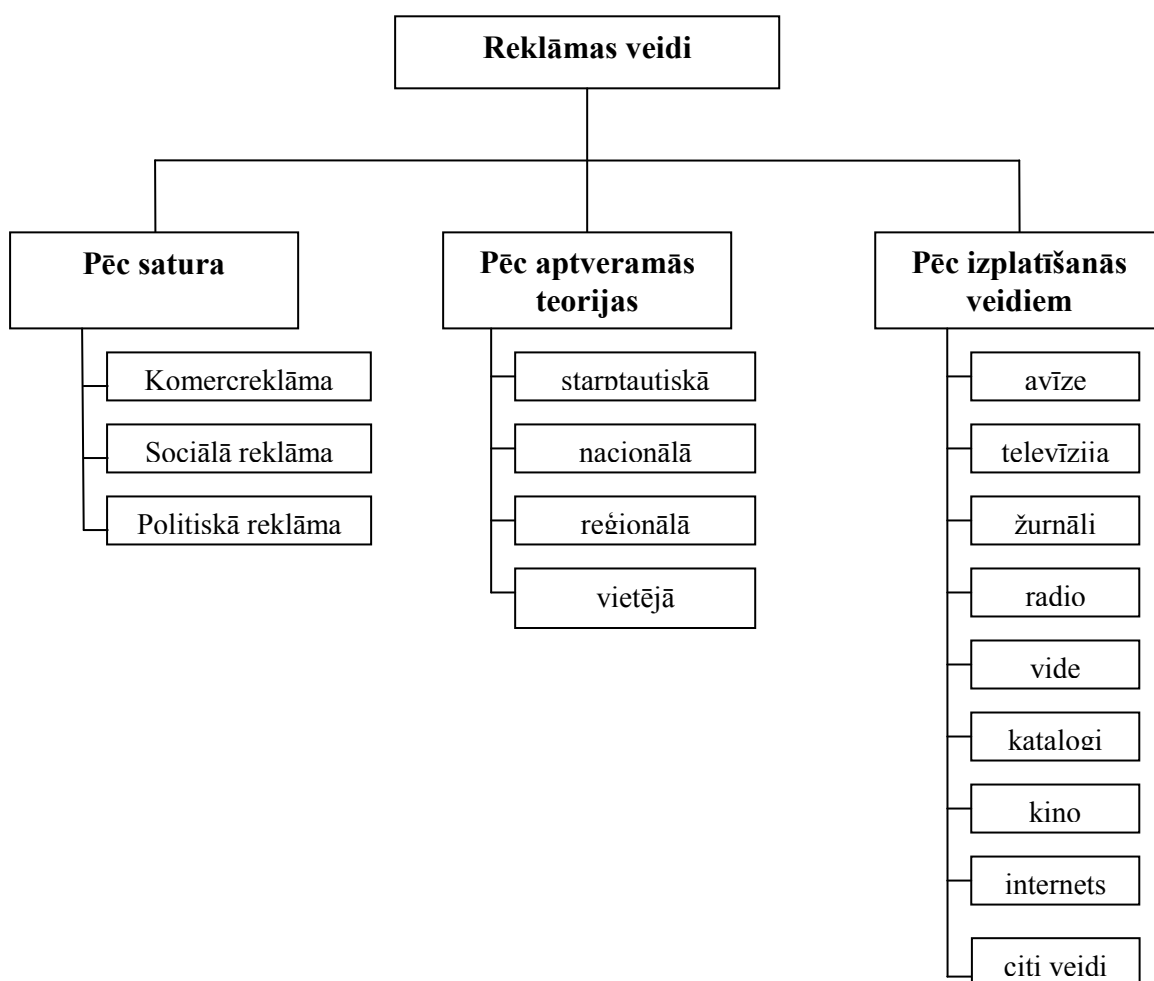 Reklāmas veidi
Pēc satura
Komercreklāma
Sociālā reklāma
Politiskā reklāma
Pēc aptveramās
teorijas
starptautiskā
nacionālā
reģionālā
vietējā
Pēc izplatīšanās
veidiem
avīze
televīzija
žurnāli
radio
vide
katalogi
kino
internets
citi veidi